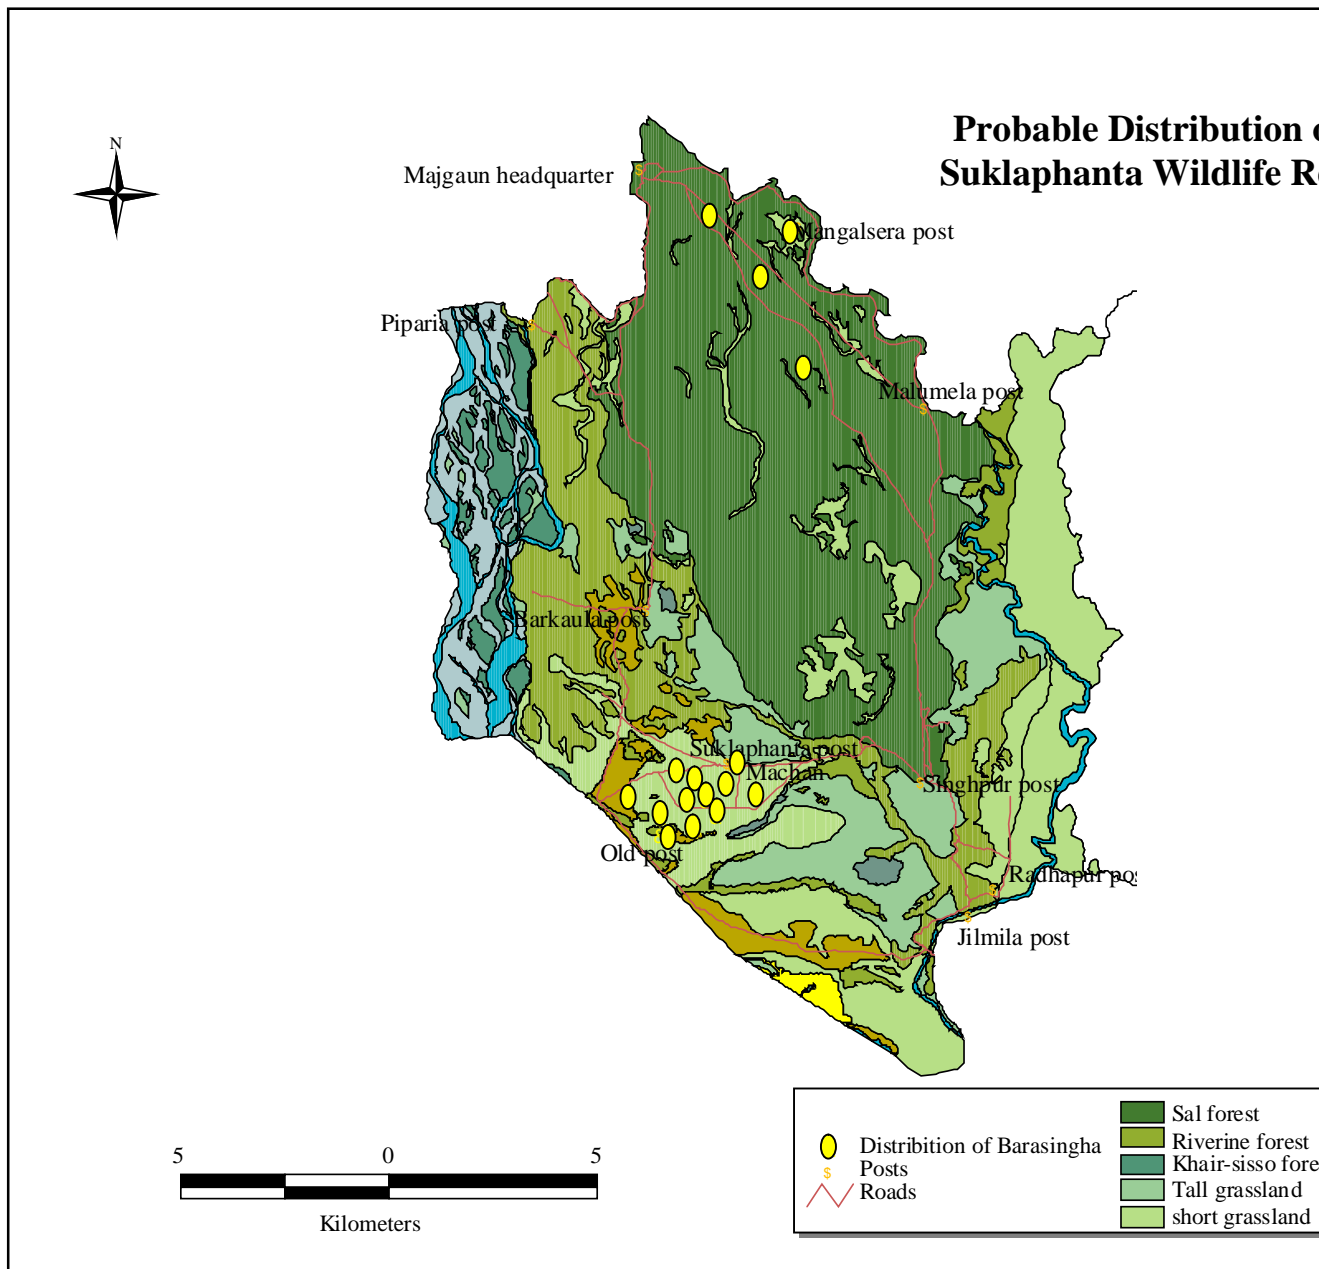 Probable Distribution o
Suklaphanta Wildlife Re
N
Majgaun headquarter
Mangalsera post
Piparia post
Malumela post
Barkaula post
Suklaphanta post
Machan
Singhpur post
Old post
Radhapur pos
Jilmila post
5 0 5
Kilometers
Distribition of Barasingha
$ Posts
Roads
Sal forest
Riverine forest
Khair-sisso fore
Tall grassland
short grassland